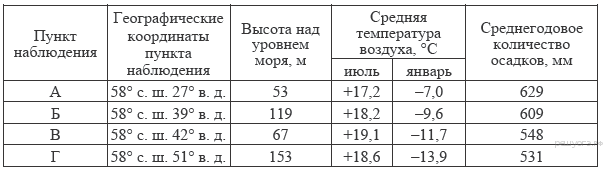 Пункт наблюдения
Географические координаты пункта наблюдения
Высота над уровнем моря, м
Средняя температура воздуха, °С
Среднегодовое количество осадков, мм
июль январь
А 58° с. ш. 27° в. д. 53 +17,2 –7,0 629
Б 58° с. ш. 39° в. д. 119 +18,2 –9,6 609
В 58° с. ш. 42° в. д. 67 +19,1 –11,7 548
Г 58° с. ш. 51° в. д. 153 +18,6 –13,9 531